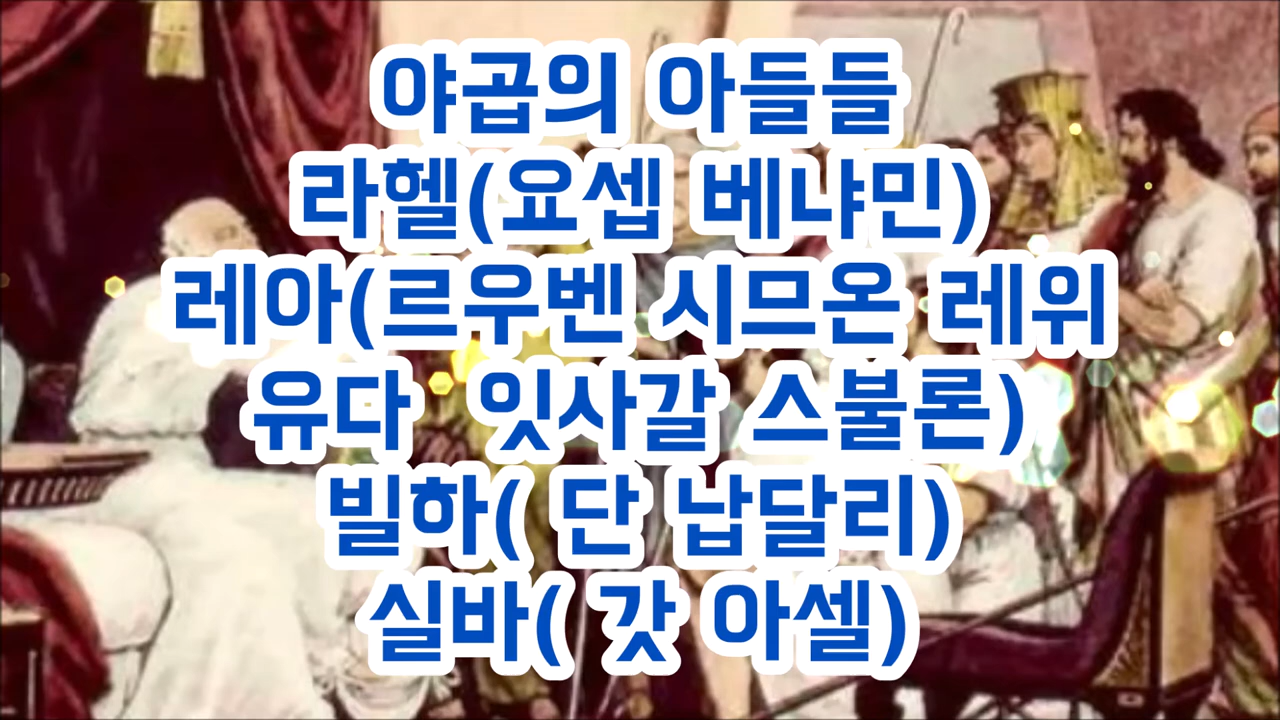 야곱의 아들들
라헬(요셉 베냐민)
레아(르우벤 시므온 레위
유다  잇사갈 스불론)
빌하( 단 납달리)
실바( 갓 아셀)